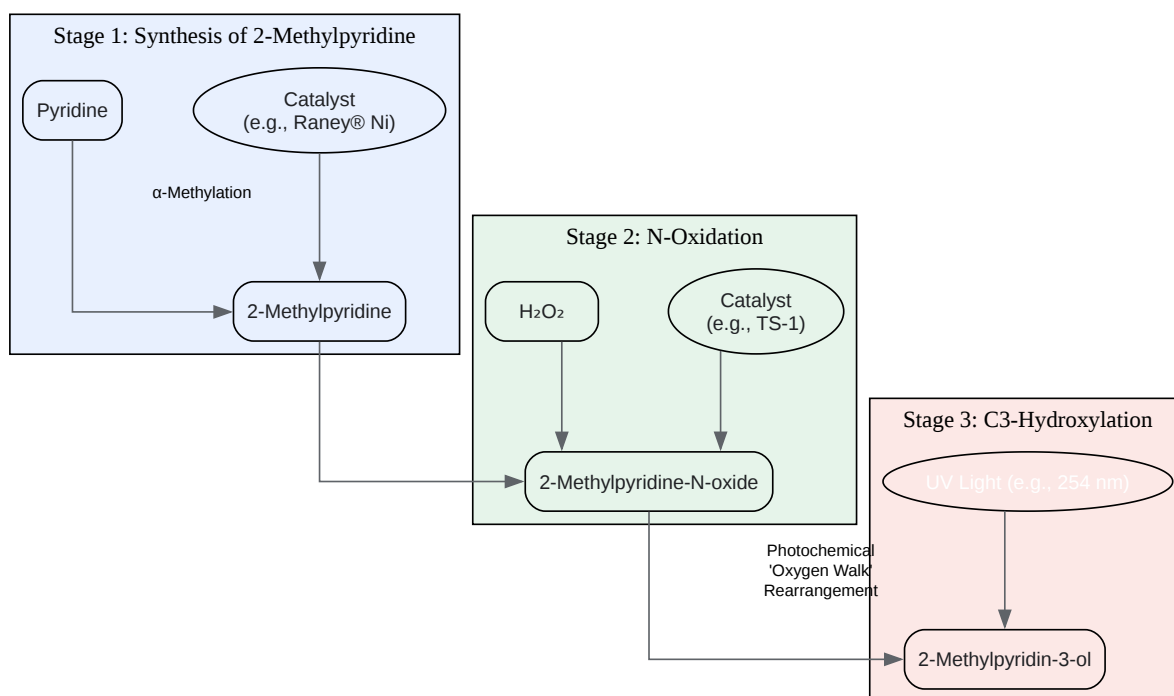 Stage 1: Synthesis of 2-Methylpyridine
Pyridine
Catalyst
(e.g., Raney® Ni)
α-Methylation
2-Methylpyridine
Stage 2: N-Oxidation
H₂O₂
Catalyst
(e.g., TS-1)
2-Methylpyridine-N-oxide
Photochemical
'Oxygen Walk'
Rearrangement
Stage 3: C3-Hydroxylation
UV Light (e.g., 254 nm)
2-Methylpyridin-3-ol